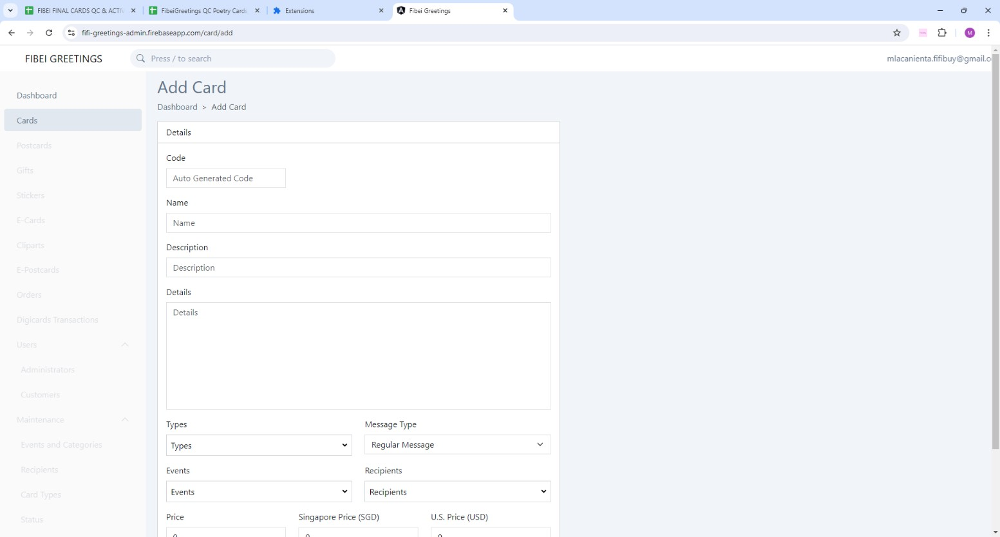 FIBEI FINAL CARDS QC & ACTIV
FibeiGreetings QC Poetry Cards
Extensions
Fibei Greetings
fifi-greetings-admin.firebaseapp.com/card/add
M
FIBEI GREETINGS
Press / to search
mlacanienta.fifibuy@gmail.c
Dashboard
Cards
Postcards
Gifts
Stickers
E-Cards
Cliparts
E-Postcards
Orders
Digicards Transactions
Users
Administrators
Customers
Maintenance
Events and Categories
Recipients
Card Types
Status
Add Card
Dashboard > Add Card
Details
Code
Auto Generated Code
Name
Name
Description
Description
Details
Details
Types
Message Type
Types
Regular Message
Events
Recipients
Events
Recipients
Price
Singapore Price (SGD)
U.S. Price (USD)
0
0
0